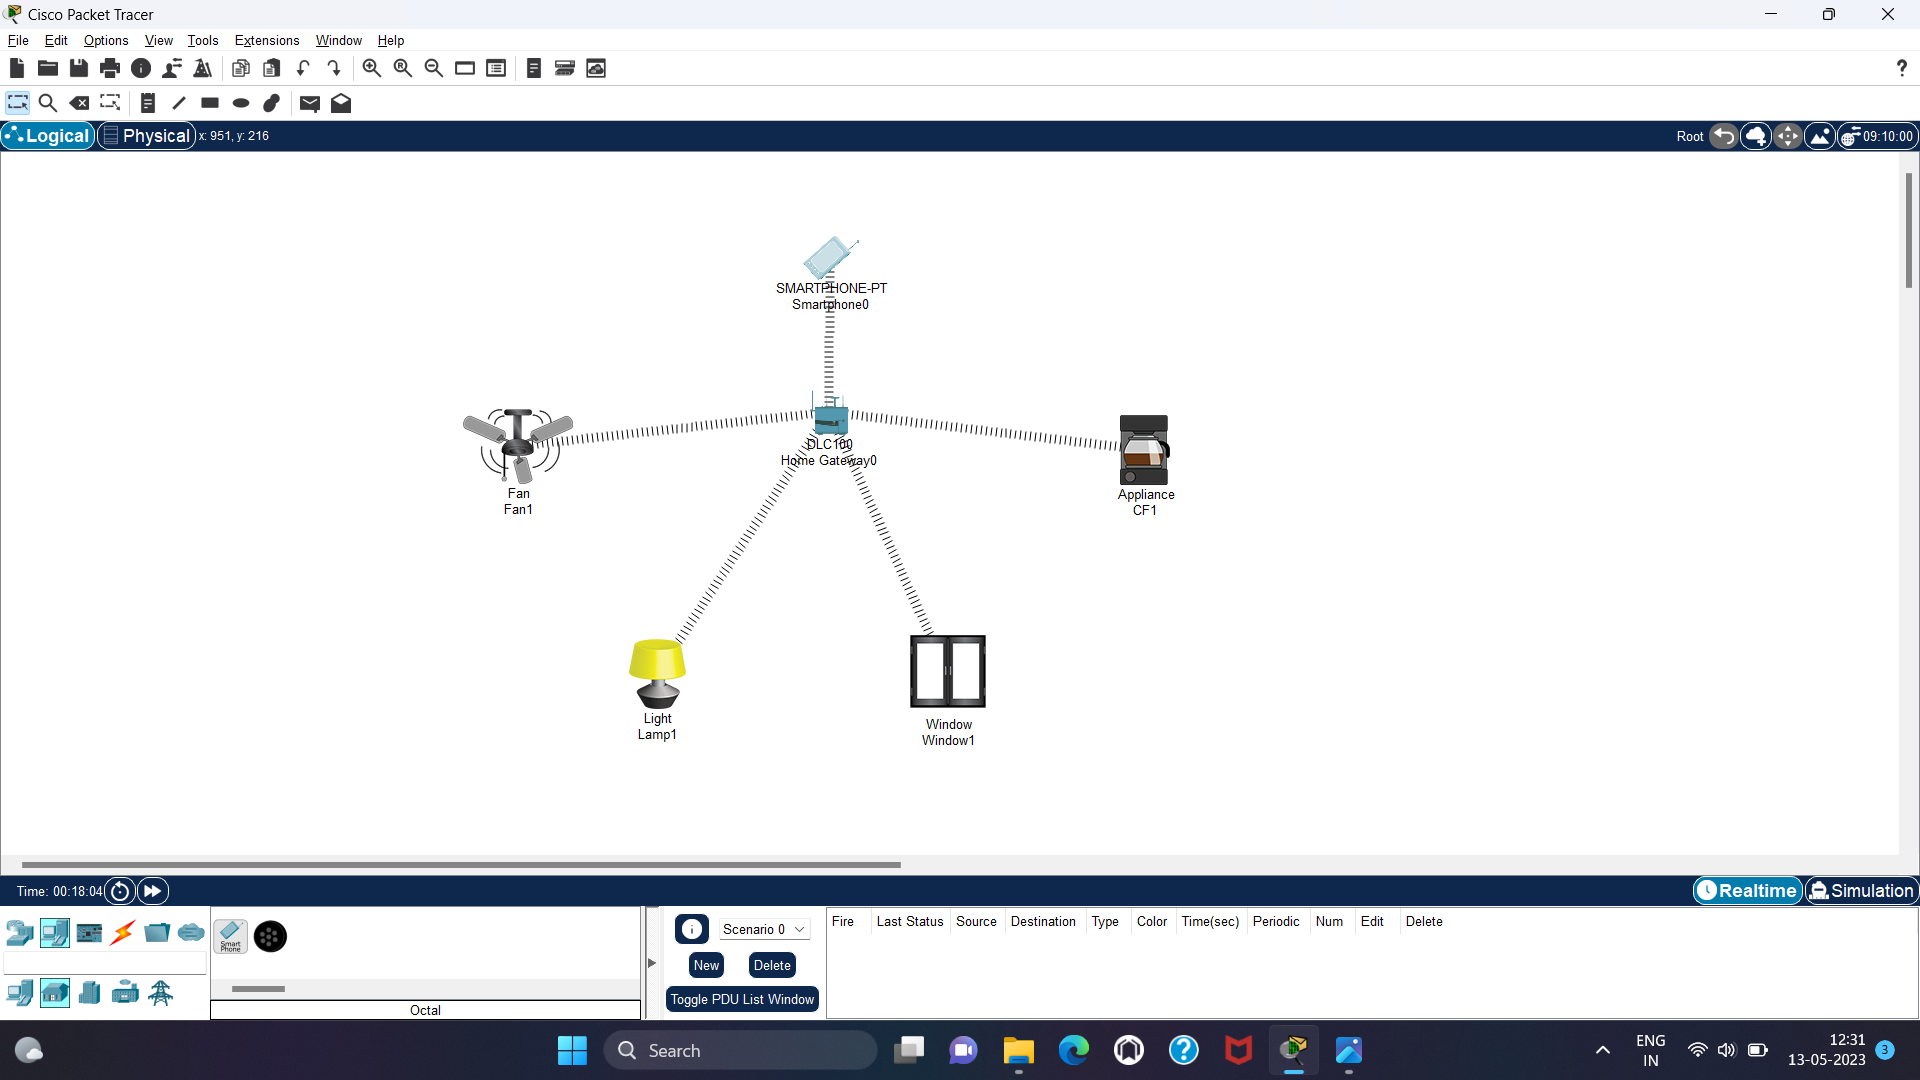 Cisco Packet Tracer
File Edit Options View Tools Extensions Window Help
?
Logical Physical x: 951, y: 216 Root 09:10:00
SMARTPHONE-PT
Smartphone0
DLC100
Home Gateway0
Fan
Fan1
Appliance
CF1
Light
Lamp1
Window
Window1
Time: 00:18:04 Realtime Simulation
Scenario 0 Fire Last Status Source Destination Type Color Time(sec) Periodic Num Edit Delete
Smart
Phone
New Delete
Toggle PDU List Window
Octal
Search
ENG
IN
12:31
13-05-2023
3